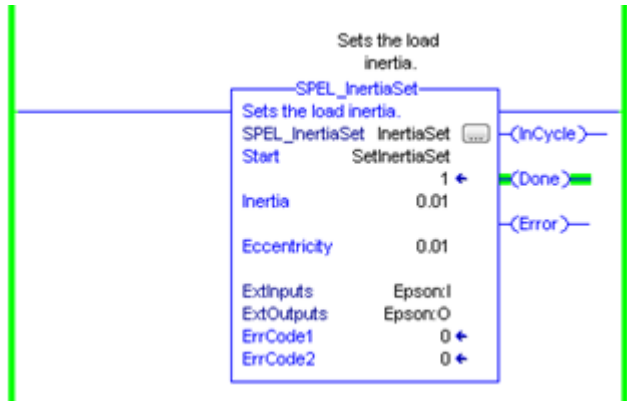 Sets the load
inertia.
SPEL_InertiaSet
Sets the load inertia.
SPEL_InertiaSet InertiaSet ...
(InCycle)
Start SetInertiaSet
1
(Done)
Inertia 0.01
(Error)
Eccentricity 0.01
ExtInputs Epson:I
ExtOutputs Epson:O
ErrCode1 0
ErrCode2 0